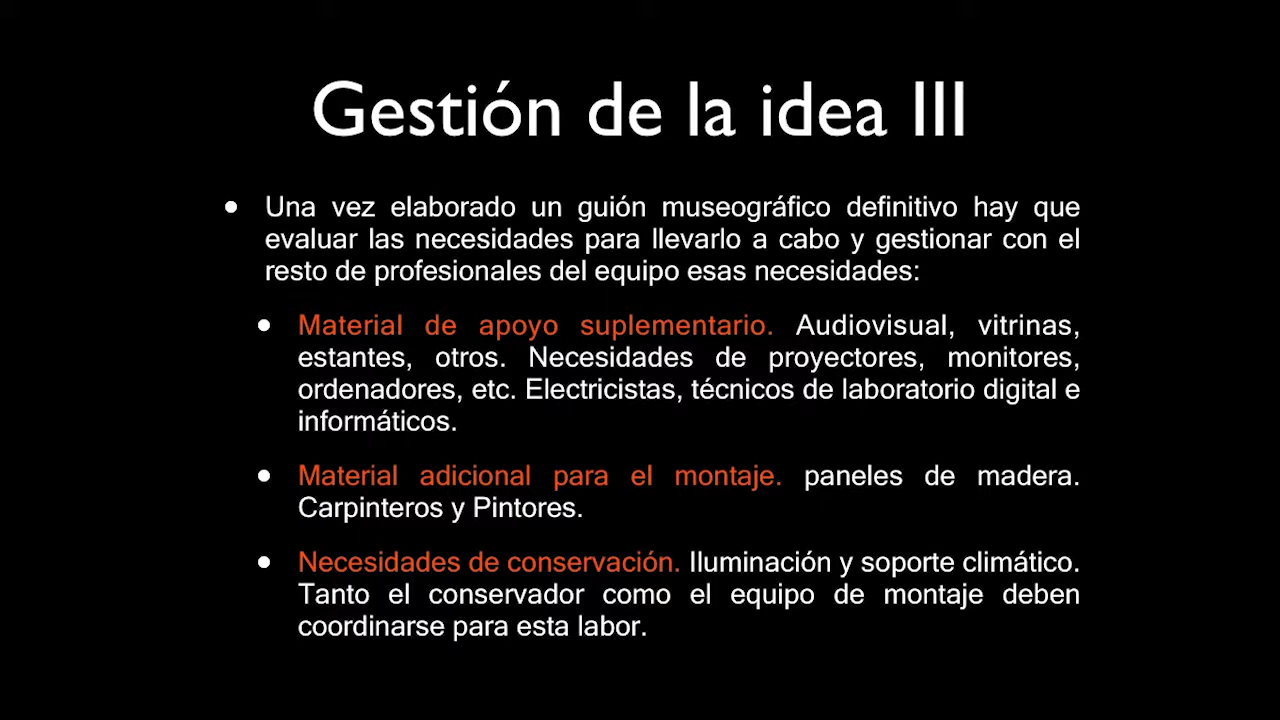 Gestión de la idea III
• Una vez elaborado un guión museográfico definitivo hay que
evaluar las necesidades para llevarlo a cabo y gestionar con el
resto de profesionales del equipo esas necesidades:
• Material de apoyo suplementario. Audiovisual, vitrinas,
estantes, otros. Necesidades de proyectores, monitores,
ordenadores, etc. Electricistas, técnicos de laboratorio digital e
informáticos.
• Material adicional para el montaje. paneles de madera.
Carpinteros y Pintores.
• Necesidades de conservación. Iluminación y soporte climático.
Tanto el conservador como el equipo de montaje deben
coordinarse para esta labor.